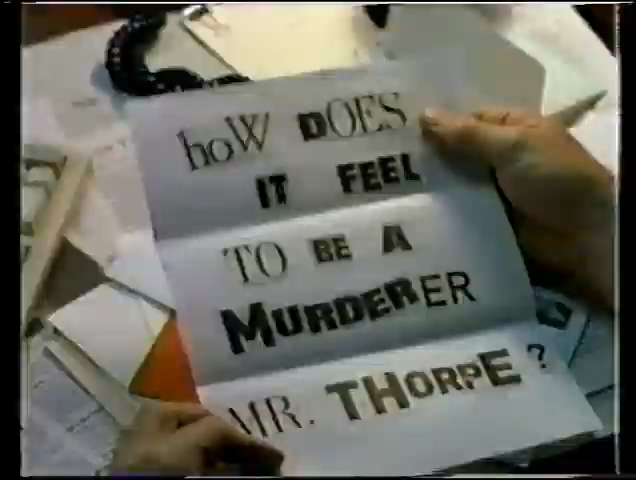 hoW DOES
IT FEEL
TO BE A
MURDERER
MR. THorpE?